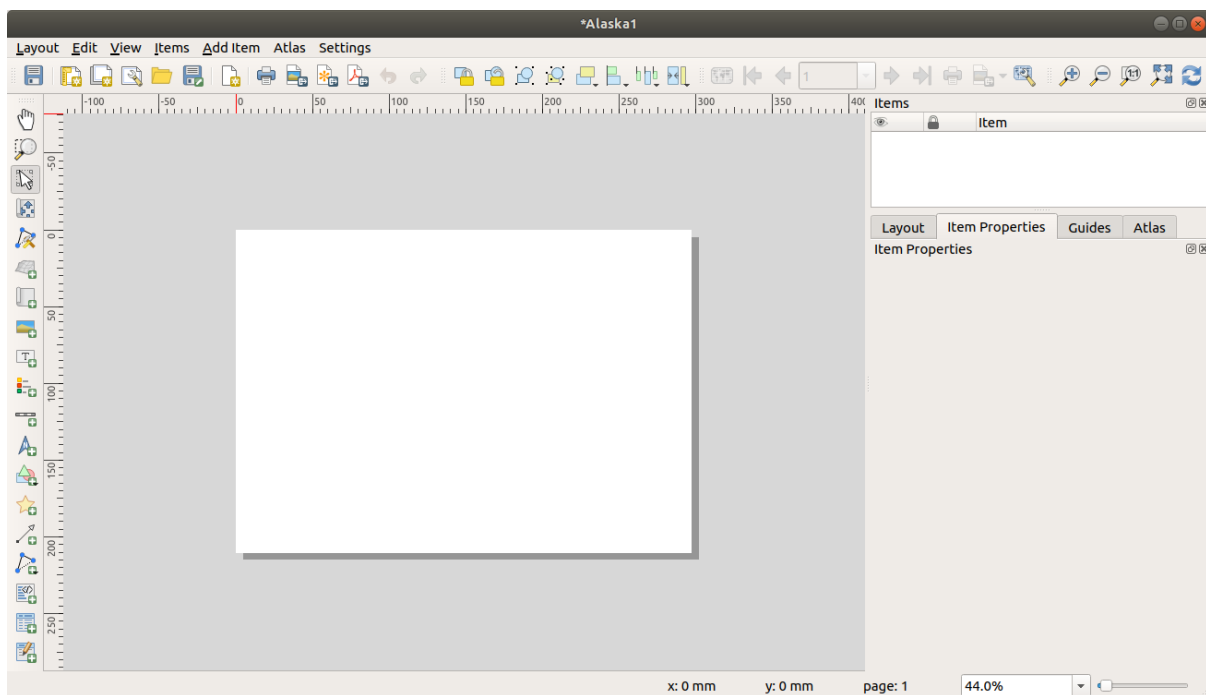 *Alaska1
Layout Edit View Items Add Item Atlas Settings
1:1
1
-100 -50 0 50 100 150 200 250 300 350 400
Items
Item
Layout Item Properties Guides Atlas
Item Properties
-50
0
50
100
150
200
250
x: 0 mm y: 0 mm page: 1 44.0%